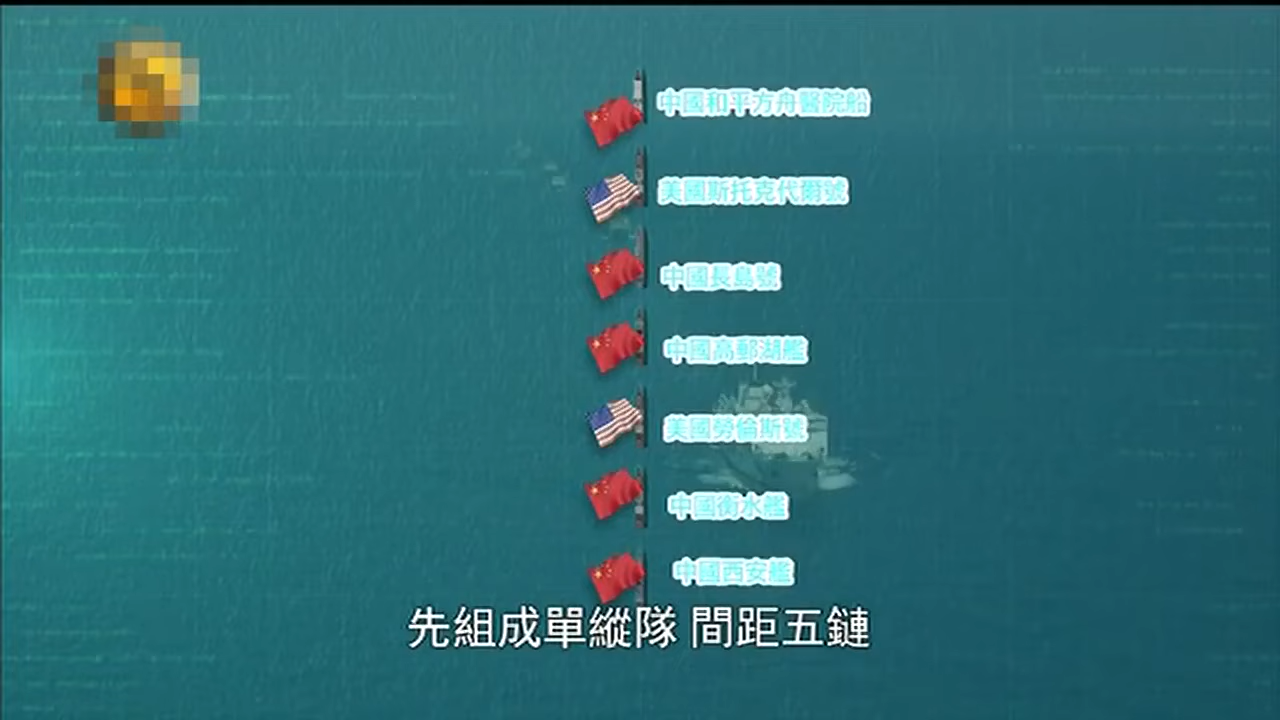 中國和平方舟醫院船
美國斯托克代爾號
中國長島號
中國高郵湖艦
美國勞倫斯號
中國衡水艦
中國西安艦
先組成單縱隊 間距五鏈